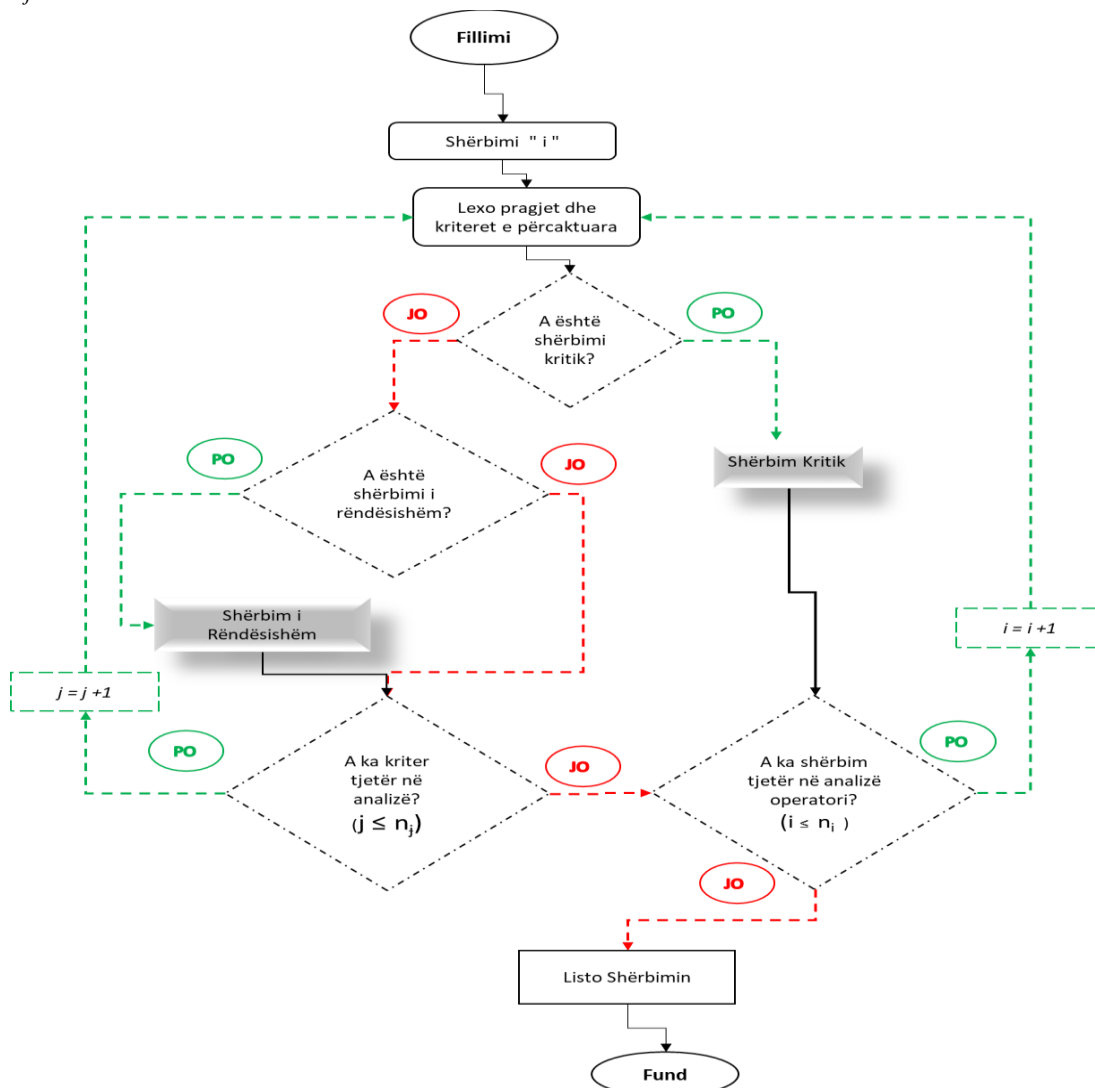 Fillimi
Shërbimi " i "
Lexo pragjet dhe
kriteret e përcaktuara
JO
PO
A është
shërbimi
kritik?
PO
JO
Shërbim Kritik
A është
shërbimi i
rëndësishëm?
Shërbim i
Rëndësishëm
i = i +1
j = j +1
PO
JO
PO
A ka kriter
tjetër në
analizë?
(j ≤ nj)
A ka shërbim
tjetër në analizë
operatori?
(i ≤ ni )
JO
Listo Shërbimin
Fund